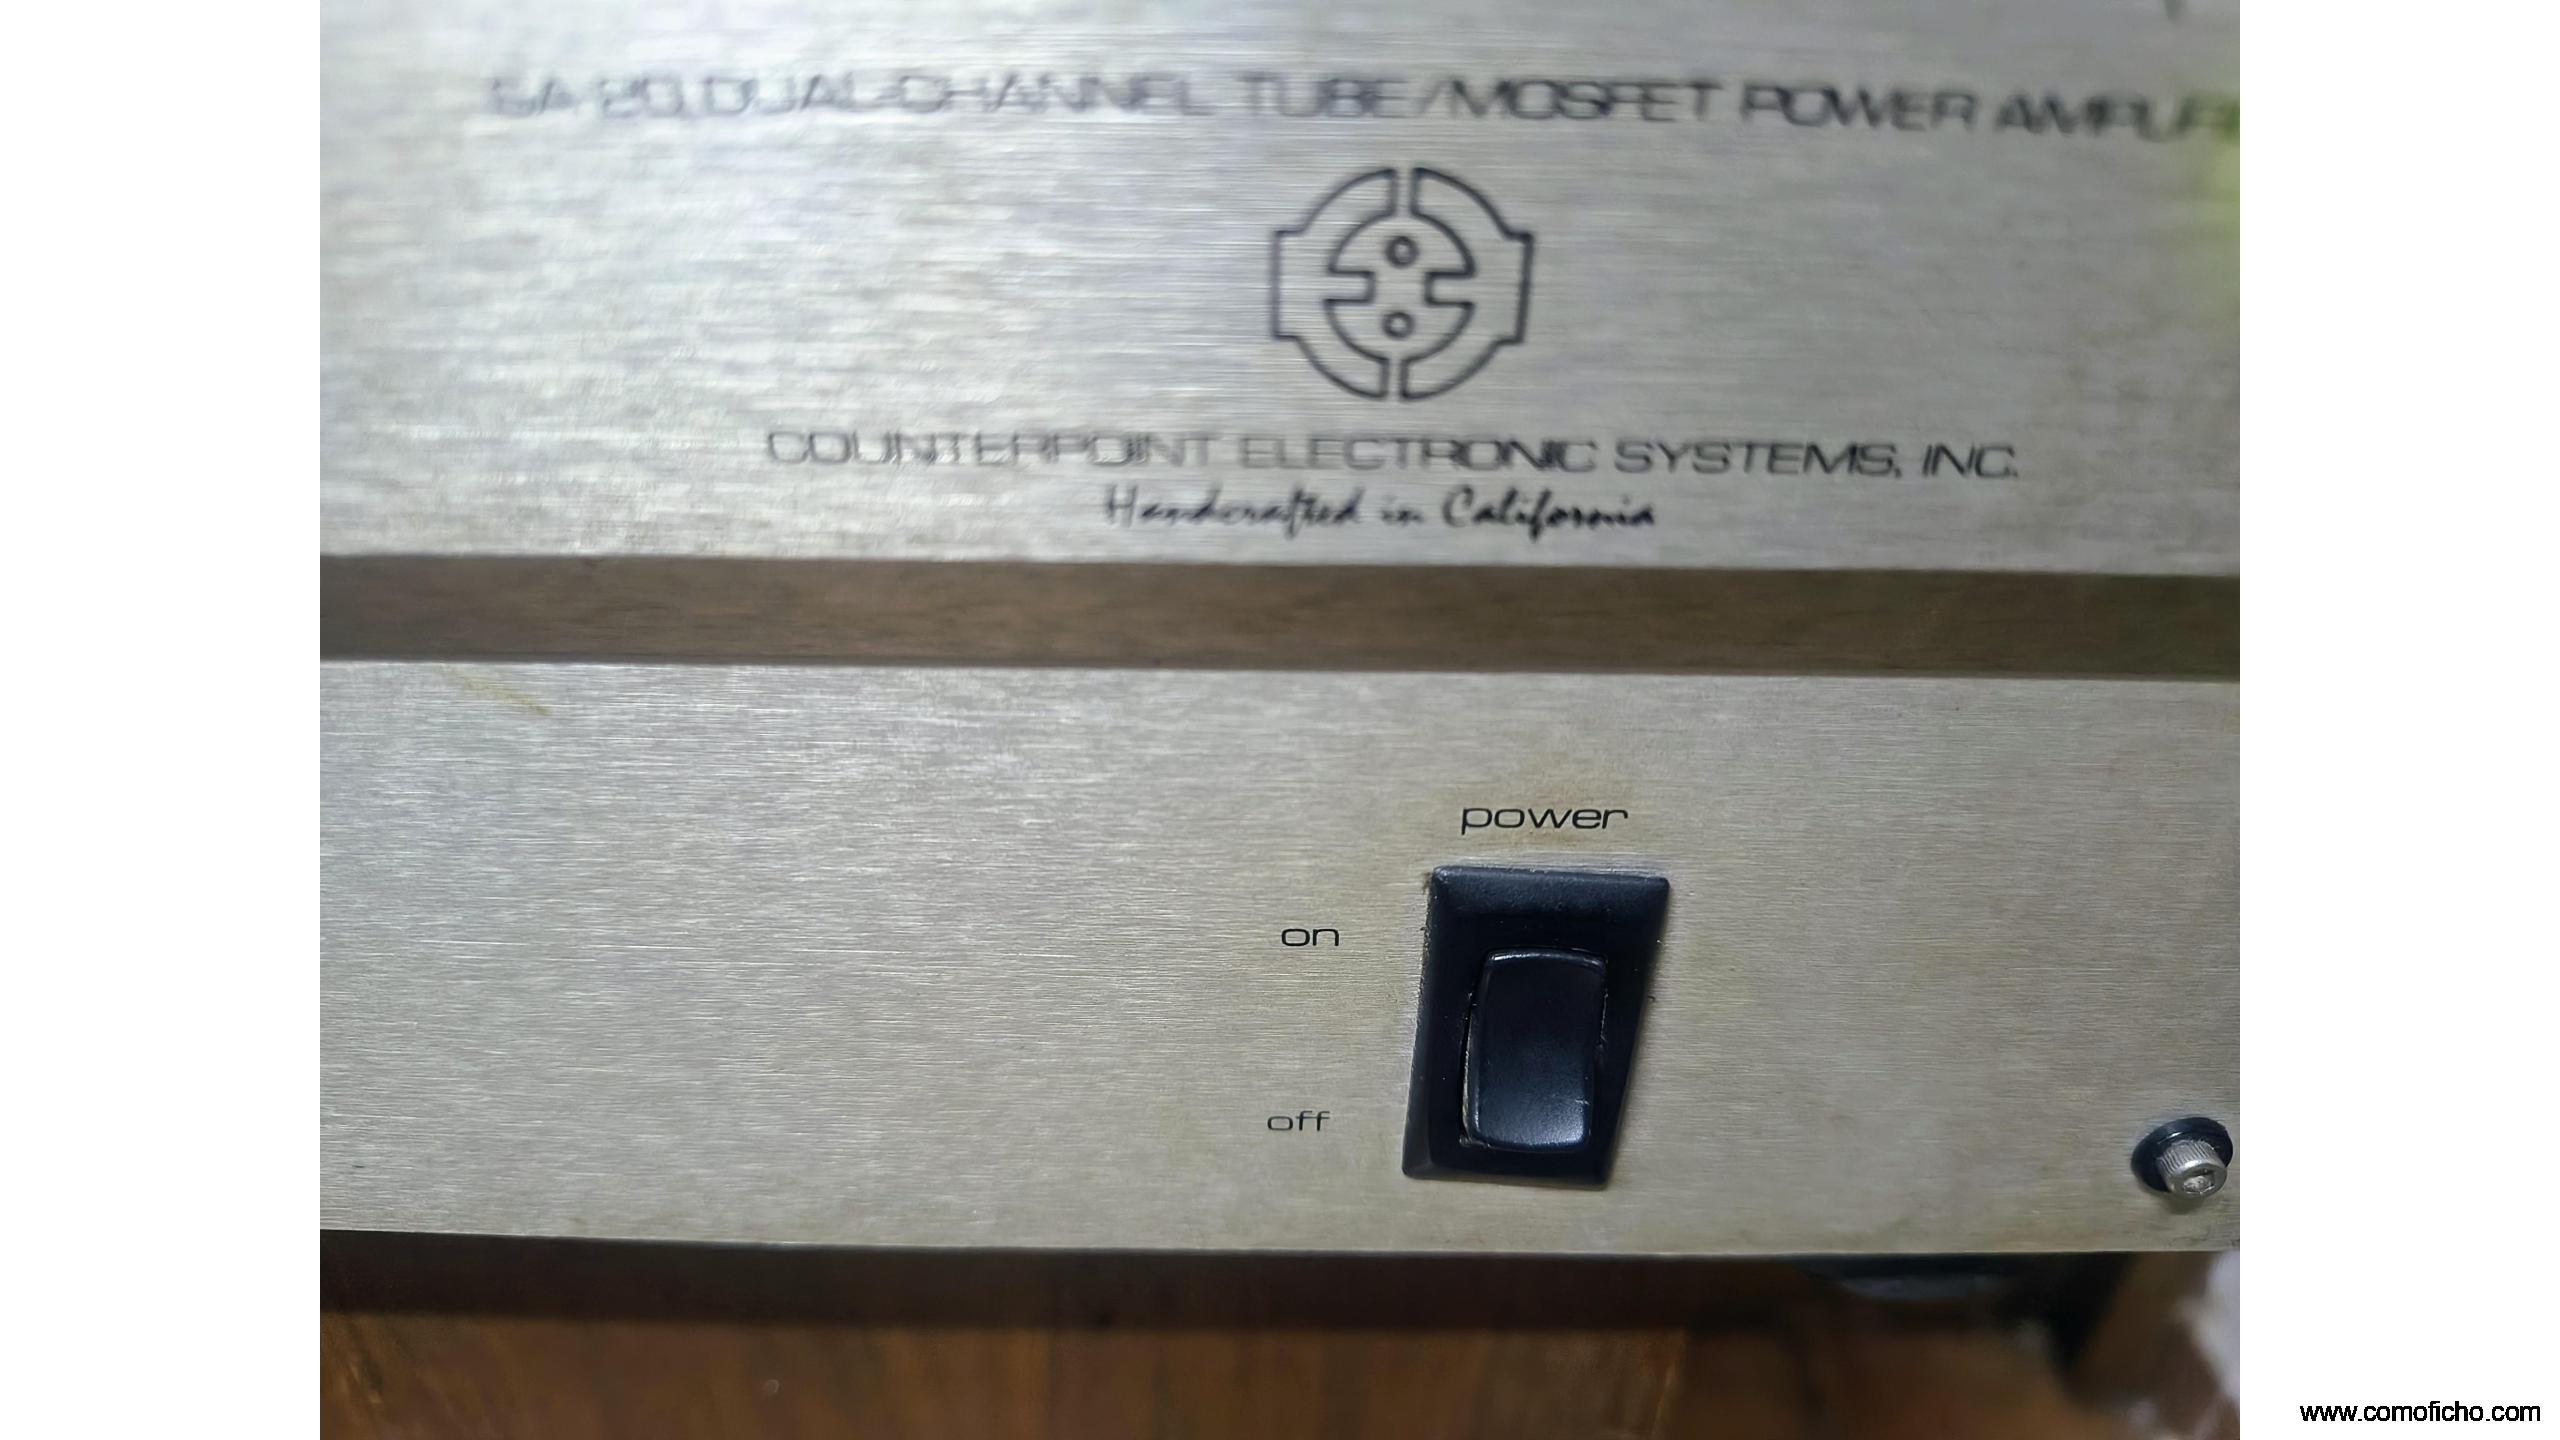 SA-20 DUAL-CHANNEL TUBE/MOSFET POWER AMPLIFI
COUNTERPOINT ELECTRONIC SYSTEMS, INC.
Handcrafted in California
power
on
off
www.comoficho.com